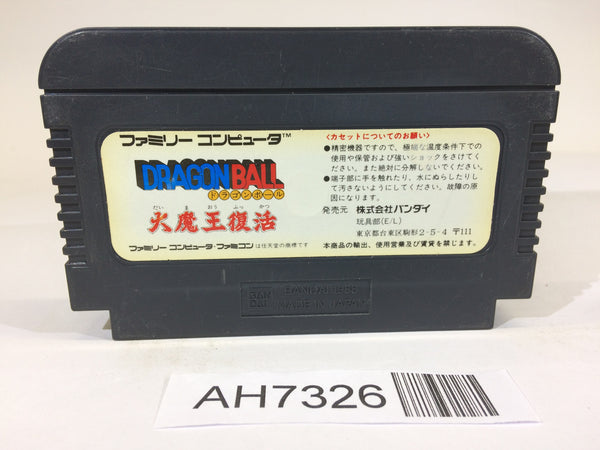 ファミリー コンピュータ™
DRAGON BALL
ドラゴンボール
だい ま おう ふっ かつ
大魔王復活
ファミリー コンピュータ・ファミコンは任天堂の商標です
〈カセットについてのお願い〉
●精密機器ですので、極端な温度条件下での
使用や保管および強いショックをさけてく
ださい。また絶対に分解しないでください。
●端子部に手を触れたり、水にぬらしたりし
て汚さないようにしてください。故障の原
因になります。
発売元 株式会社バンダイ
玩具部(E/L)
東京都台東区駒形2-5-4 〒111
本商品の輸出、使用営業及び賃貸を禁じます。
BAN
DAI
BANDAI 1988
MADE IN JAPAN
AH7326